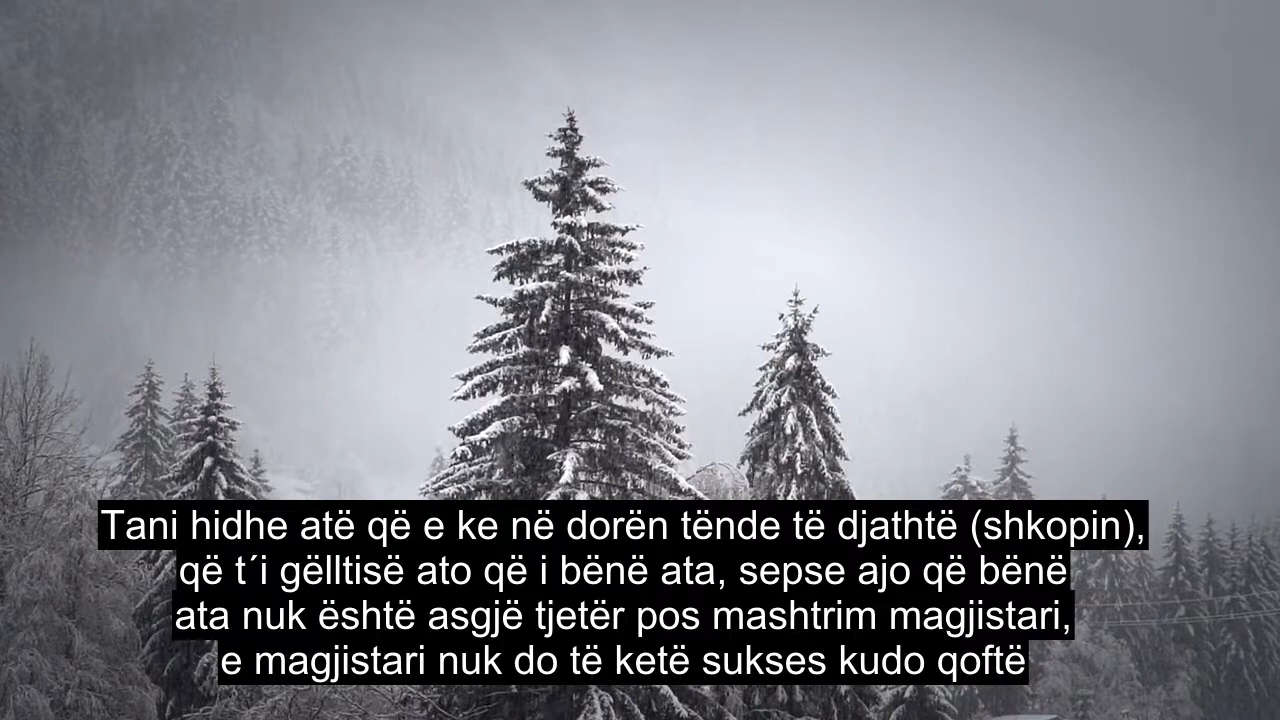 Tani hidhe atë që e ke në dorën tënde të djathtë (shkopin),
që t´i gëlltisë ato që i bënë ata, sepse ajo që bënë
ata nuk është asgjë tjetër pos mashtrim magjistari,
e magjistari nuk do të ketë sukses kudo qoftë